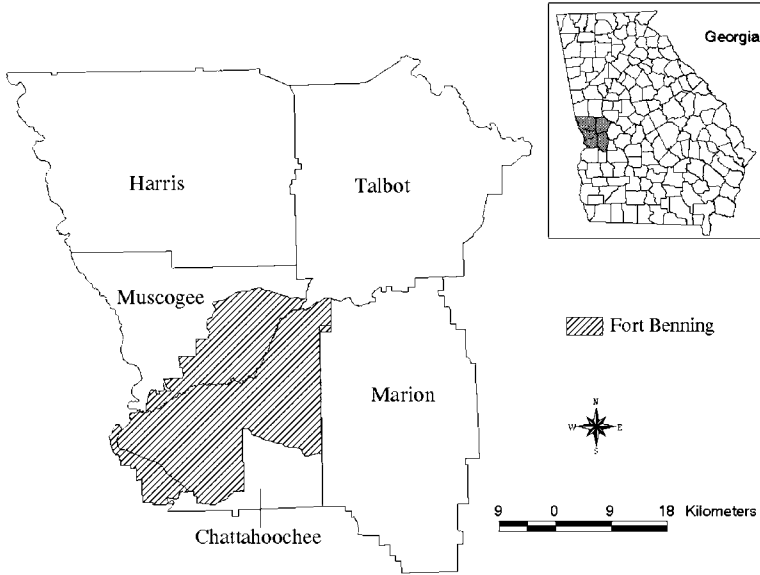 Georgia
Harris
Talbot
Muscogee
Fort Benning
Marion
N
W E
S
9 0 9 18 Kilometers
Chattahoochee